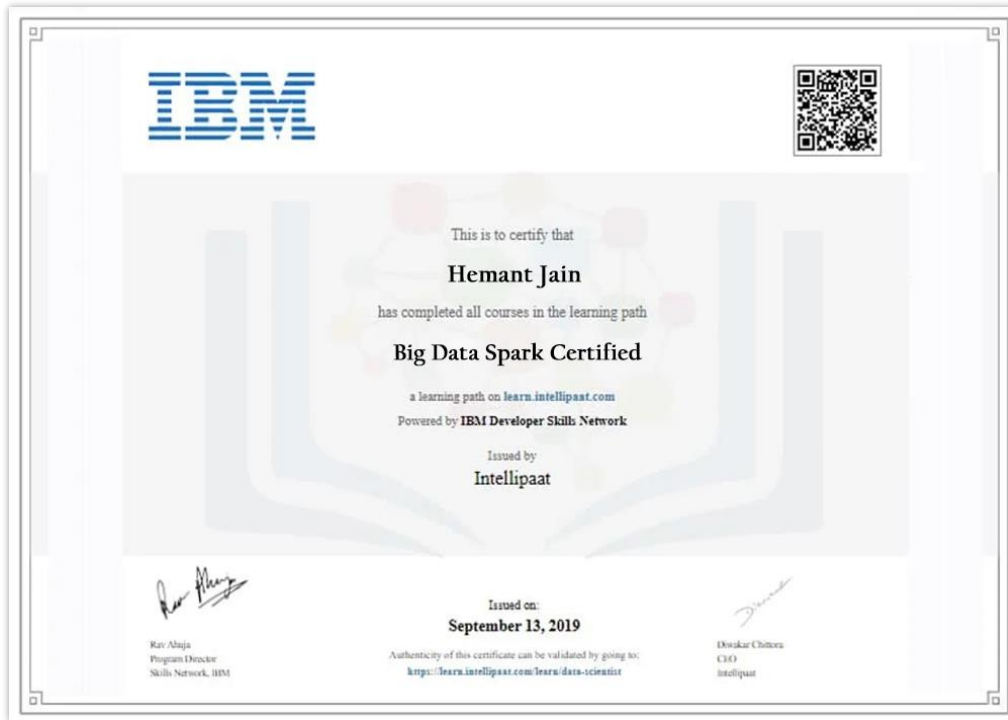 IBM
This is to certify that
Hemant Jain
has completed all courses in the learning path
Big Data Spark Certified
a learning path on learn.intellipaat.com
Powered by IBM Developer Skills Network
Issued by
Intellipaat
Rav Ahuja
Program Director
Skills Network, IBM
Issued on:
September 13, 2019
Authenticity of this certificate can be validated by going to:
https://learn.intellipaat.com/learn/data-scientist
Diwakar Chittora
CEO
Intellipaat